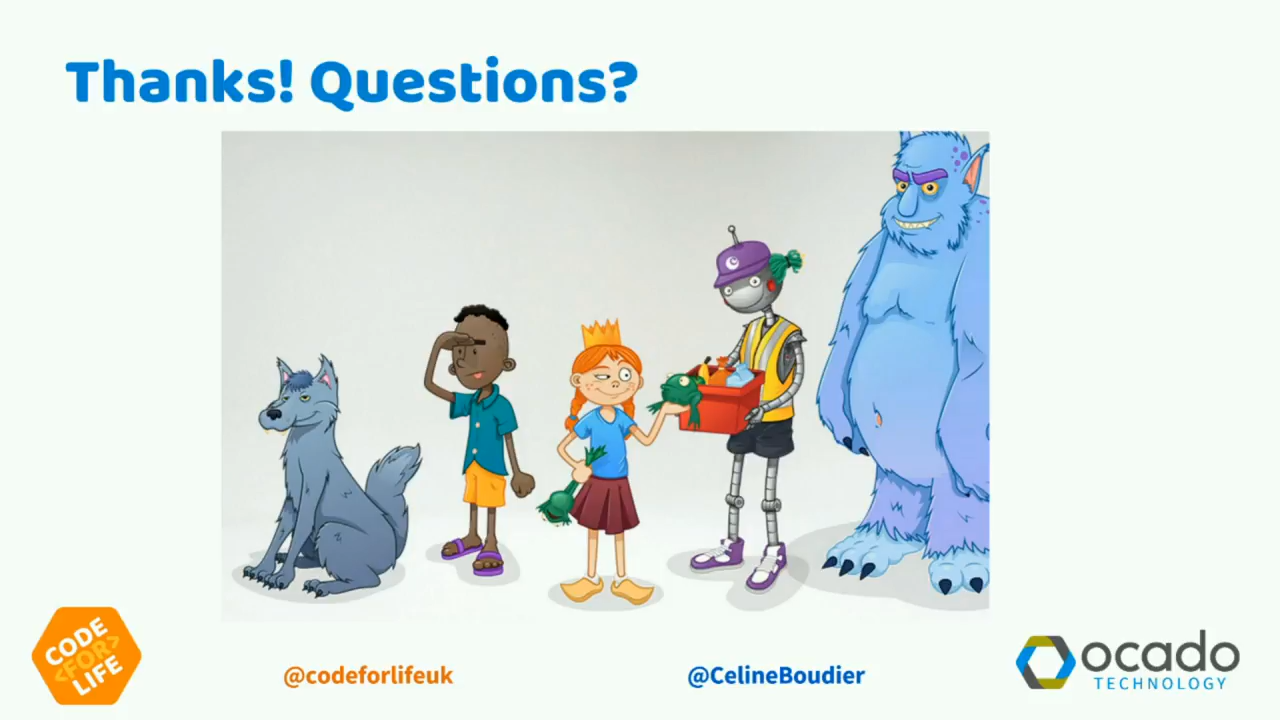 Thanks! Questions?
CODE
<FOR>
LIFE
@codeforlifeuk
@CelineBoudier
ocado
TECHNOLOGY